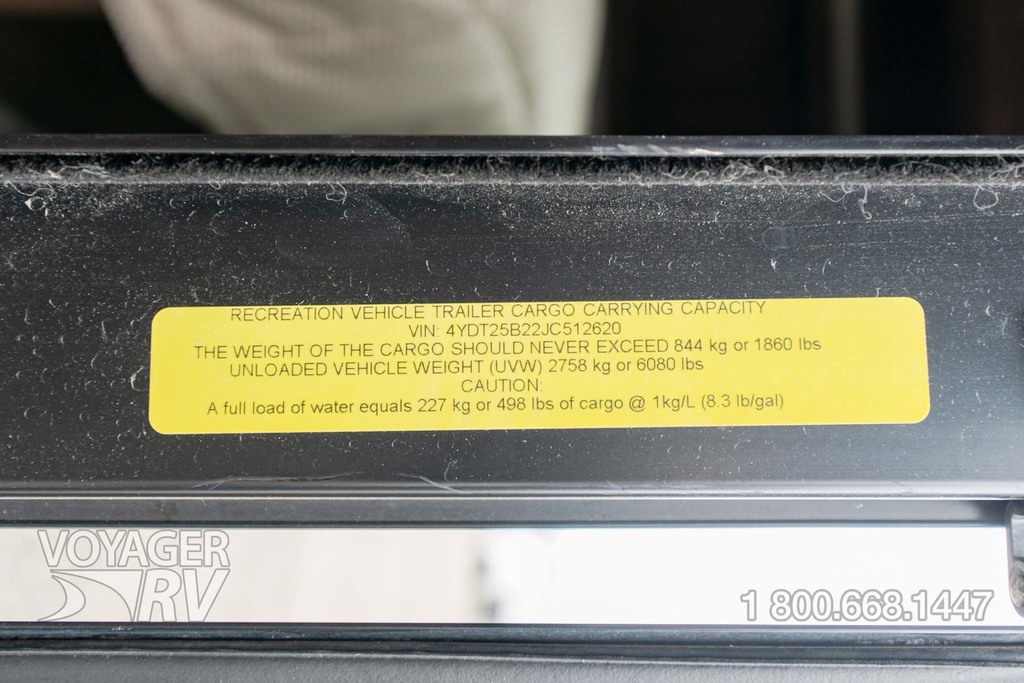 RECREATION VEHICLE TRAILER CARGO CARRYING CAPACITY
VIN: 4YDT25B22JC512620
THE WEIGHT OF THE CARGO SHOULD NEVER EXCEED 844 kg or 1860 lbs
UNLOADED VEHICLE WEIGHT (UVW) 2758 kg or 6080 lbs
CAUTION:
A full load of water equals 227 kg or 498 lbs of cargo @ 1kg/L (8.3 lb/gal)
VOYAGER
RV
1 800.668.1447